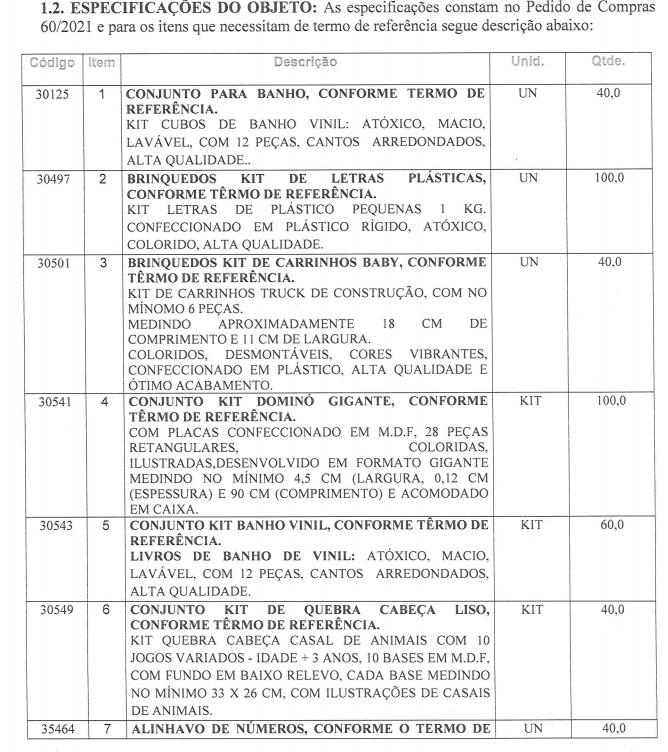 1.2. ESPECIFICAÇÕES DO OBJETO: As especificações constam no Pedido de Compras
60/2021 e para os itens que necessitam de termo de referência segue descrição abaixo:
Código Item Descrição Unid. Qtde.
30125 1 CONJUNTO PARA BANHO, CONFORME TERMO DE UN 40,0
REFERÊNCIA.
KIT CUBOS DE BANHO VINIL: ATÓXICO, MACIO,
LAVÁVEL, COM 12 PEÇAS, CANTOS ARREDONDADOS,
ALTA QUALIDADE..
30497 2 BRINQUEDOS KIT DE LETRAS PLÁSTICAS, UN 100,0
CONFORME TÊRMO DE REFERÊNCIA.
KIT LETRAS DE PLÁSTICO PEQUENAS 1 KG.
CONFECCIONADO EM PLÁSTICO RÍGIDO, ATÓXICO,
COLORIDO, ALTA QUALIDADE.
30501 3 BRINQUEDOS KIT DE CARRINHOS BABY, CONFORME UN 40,0
TÊRMO DE REFERÊNCIA.
KIT DE CARRINHOS TRUCK DE CONSTRUÇÃO, COM NO
MÍNOMO 6 PEÇAS.
MEDINDO APROXIMADAMENTE 18 CM DE
COMPRIMENTO E 11 CM DE LARGURA.
COLORIDOS, DESMONTÁVEIS, CORES VIBRANTES,
CONFECCIONADO EM PLÁSTICO, ALTA QUALIDADE E
ÓTIMO ACABAMENTO.
30541 4 CONJUNTO KIT DOMINÓ GIGANTE, CONFORME KIT 100,0
TÊRMO DE REFERÊNCIA.
COM PLACAS CONFECCIONADO EM M.D.F, 28 PEÇAS
RETANGULARES, COLORIDAS,
ILUSTRADAS,DESENVOLVIDO EM FORMATO GIGANTE
MEDINDO NO MÍNIMO 4,5 CM (LARGURA, 0,12 CM
(ESPESSURA) E 90 CM (COMPRIMENTO) E ACOMODADO
EM CAIXA.
30543 5 CONJUNTO KIT BANHO VINIL, CONFORME TÊRMO DE KIT 60,0
REFERÊNCIA.
LIVROS DE BANHO DE VINIL: ATÓXICO, MACIO,
LAVÁVEL, COM 12 PEÇAS, CANTOS ARREDONDADOS,
ALTA QUALIDADE.
30549 6 CONJUNTO KIT DE QUEBRA CABEÇA LISO, KIT 40,0
CONFORME TÊRMO DE REFERÊNCIA.
KIT QUEBRA CABEÇA CASAL DE ANIMAIS COM 10
JOGOS VARIADOS - IDADE + 3 ANOS, 10 BASES EM M.D.F,
COM FUNDO EM BAIXO RELEVO, CADA BASE MEDINDO
NO MÍNIMO 33 X 26 CM, COM ILUSTRAÇÕES DE CASAIS
DE ANIMAIS.
35464 7 ALINHAVO DE NÚMEROS, CONFORME O TERMO DE UN 40,0